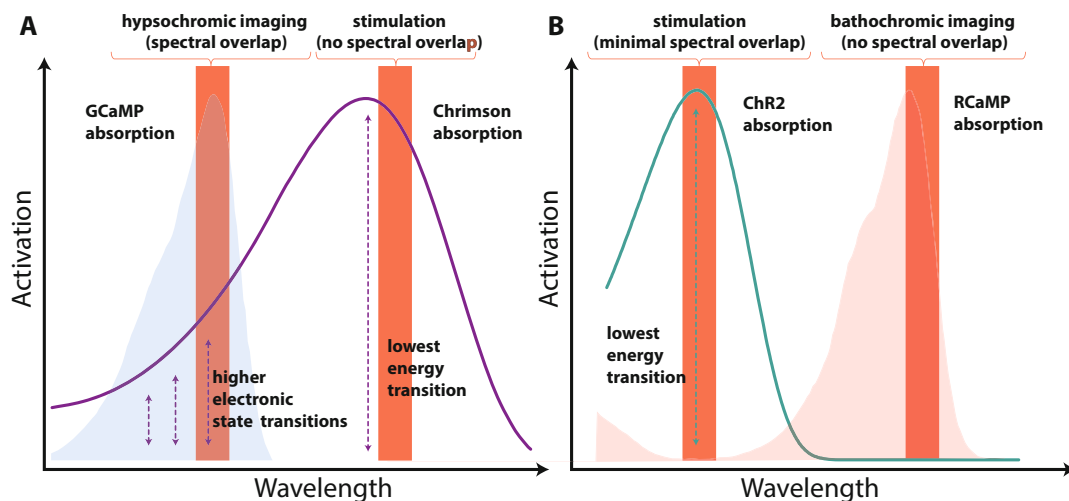 A
hypsochromic imaging
(spectral overlap)
stimulation
(no spectral overlap)
GCaMP
absorption
Chrimson
absorption
Activation
higher
electronic
state transitions
lowest
energy
transition
Wavelength
B
stimulation
(minimal spectral overlap)
bathochromic imaging
(no spectral overlap)
ChR2
absorption
RCaMP
absorption
Activation
lowest
energy
transition
Wavelength